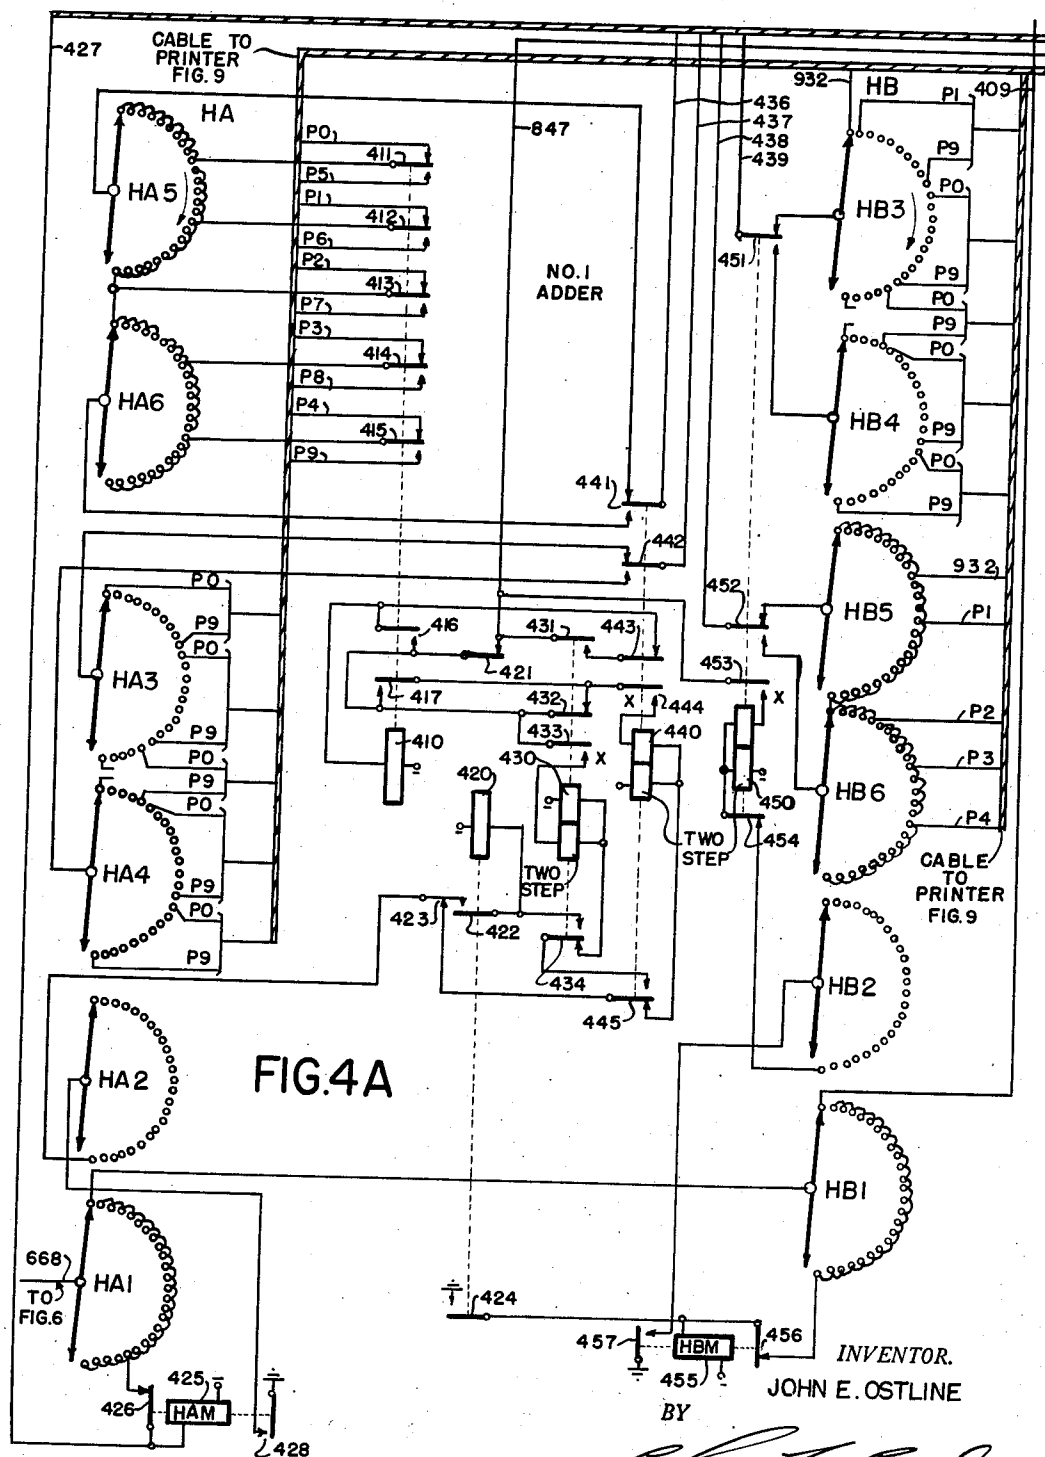 427
CABLE TO
PRINTER
FIG. 9
HA
932
HB
P1
409
436
437
438
439
847
P0
411
P5
P1
412
P6
P2
413
P7
P3
414
P8
P4
415
P9
HA5
HA6
NO.1
ADDER
451
HB3
P9
P0
P9
P0
P9
P0
HB4
P9
P0
P9
441
442
HA3
P0
P9
P0
P9
P0
P9
P0
HA4
P9
P0
P9
416
431
443
421
417
432
433
X
X
444
452
453
X
HB5
932
P1
P2
P3
P4
HB6
410
420
430
440
450
454
TWO
STEP
TWO
STEP
CABLE
TO
PRINTER
FIG. 9
423
422
434
445
HB2
HA2
FIG.4A
HB1
668
TO
FIG.6
HA1
424
457
HBM
456
455
425
426
HAM
428
INVENTOR.
JOHN E. OSTLINE
BY